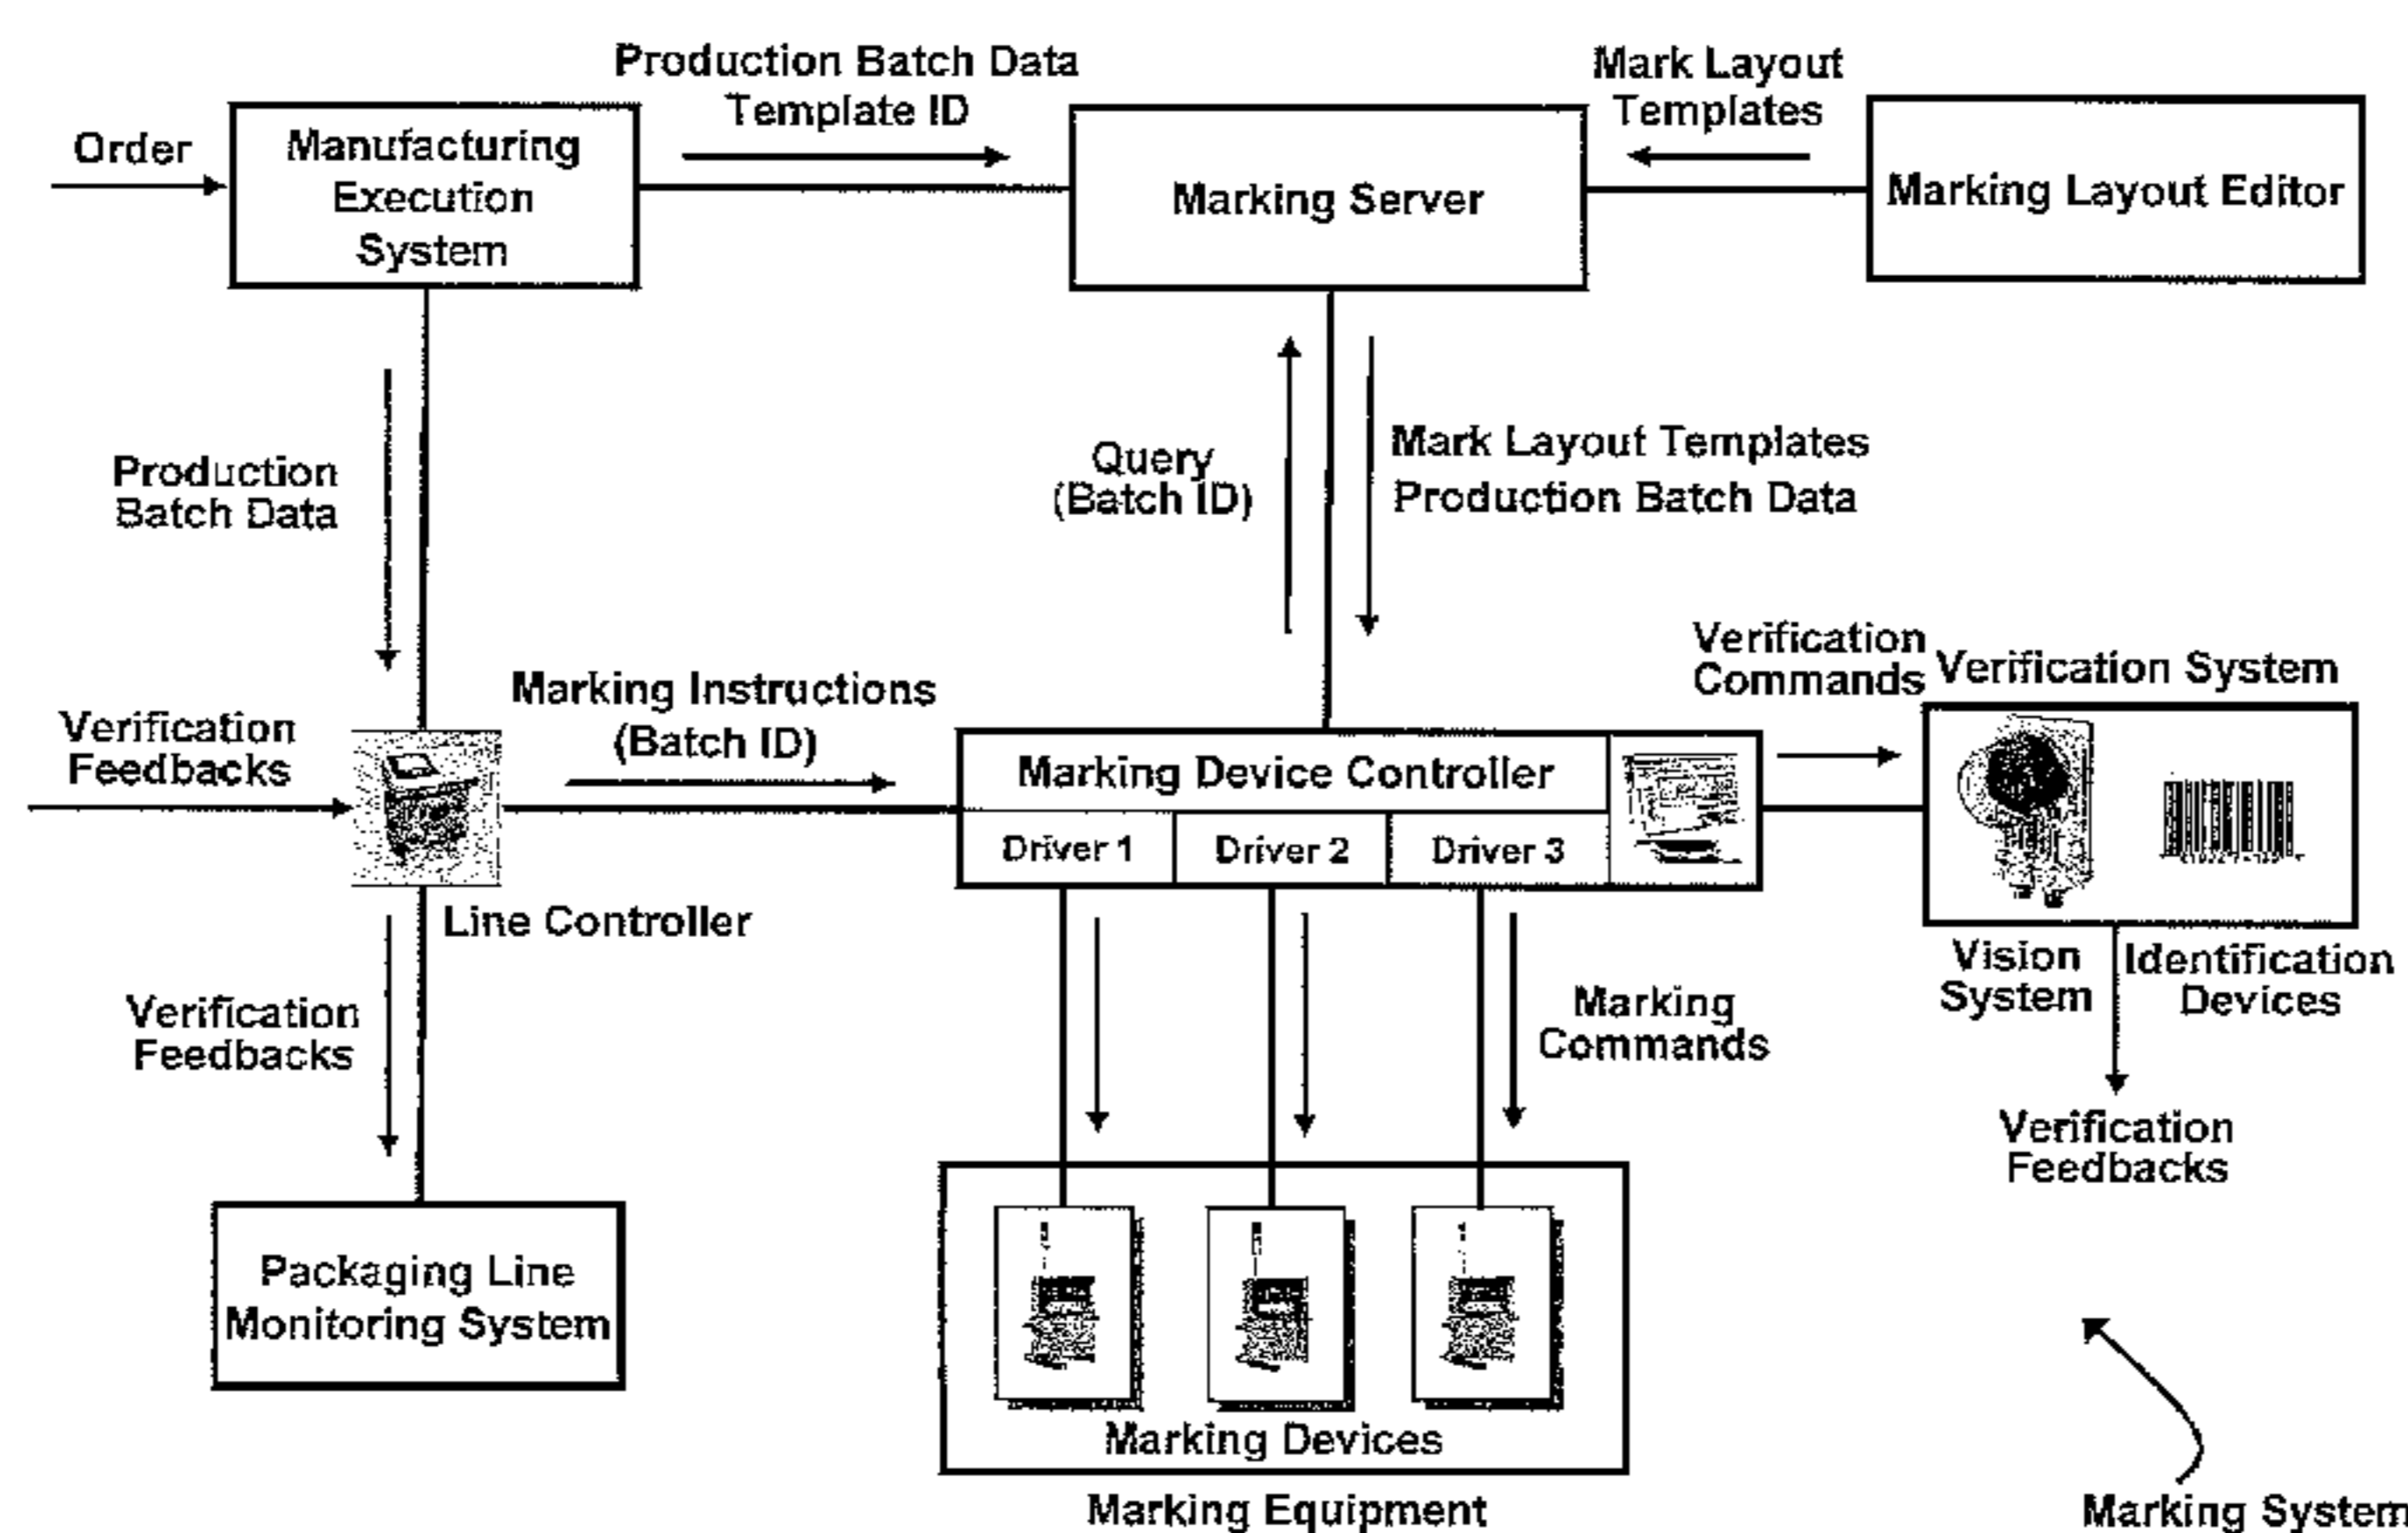 Production Batch Data
Template ID
Mark Layout
Templates
Order
Manufacturing
Execution
System
Marking Server
Marking Layout Editor
Production
Batch Data
Query
(Batch ID)
Mark Layout Templates
Production Batch Data
Verification
Feedbacks
Marking Instructions
(Batch ID)
Line Controller
Marking Device Controller
Driver 1
Driver 2
Driver 3
Verification
Commands
Verification System
Vision
System
Identification
Devices
Verification
Feedbacks
Verification
Feedbacks
Marking
Commands
Packaging Line
Monitoring System
Marking Devices
Marking Equipment
Marking System